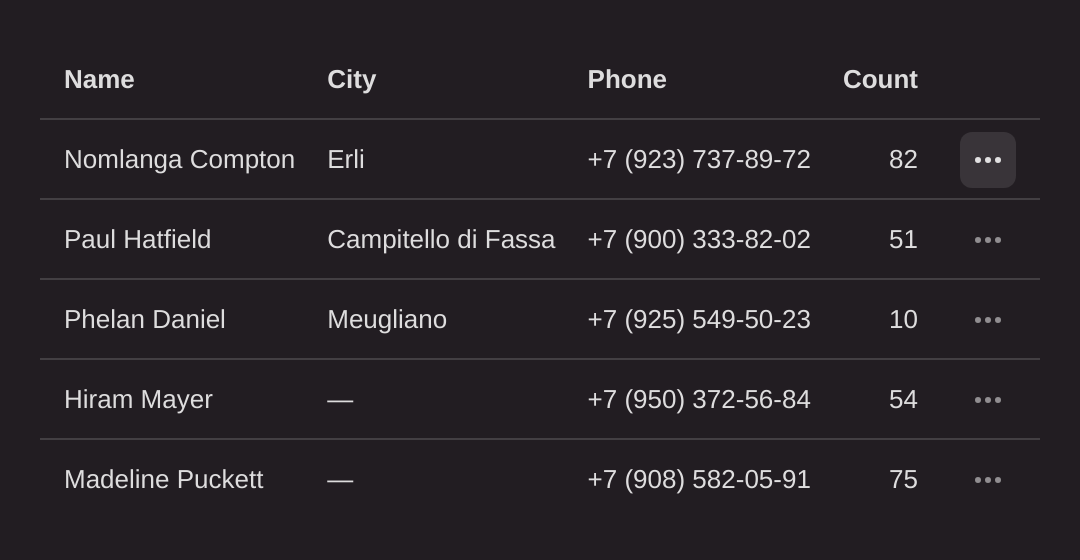 Name City Phone Count
Nomlanga Compton Erli +7 (923) 737-89-72 82
Paul Hatfield Campitello di Fassa +7 (900) 333-82-02 51
Phelan Daniel Meugliano +7 (925) 549-50-23 10
Hiram Mayer — +7 (950) 372-56-84 54
Madeline Puckett — +7 (908) 582-05-91 75